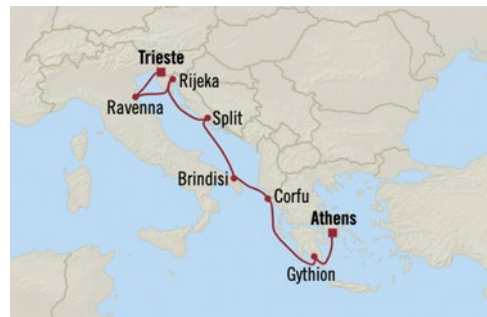 Trieste
Rijeka
Ravenna
Split
Brindisi
Corfu
Athens
Gythion